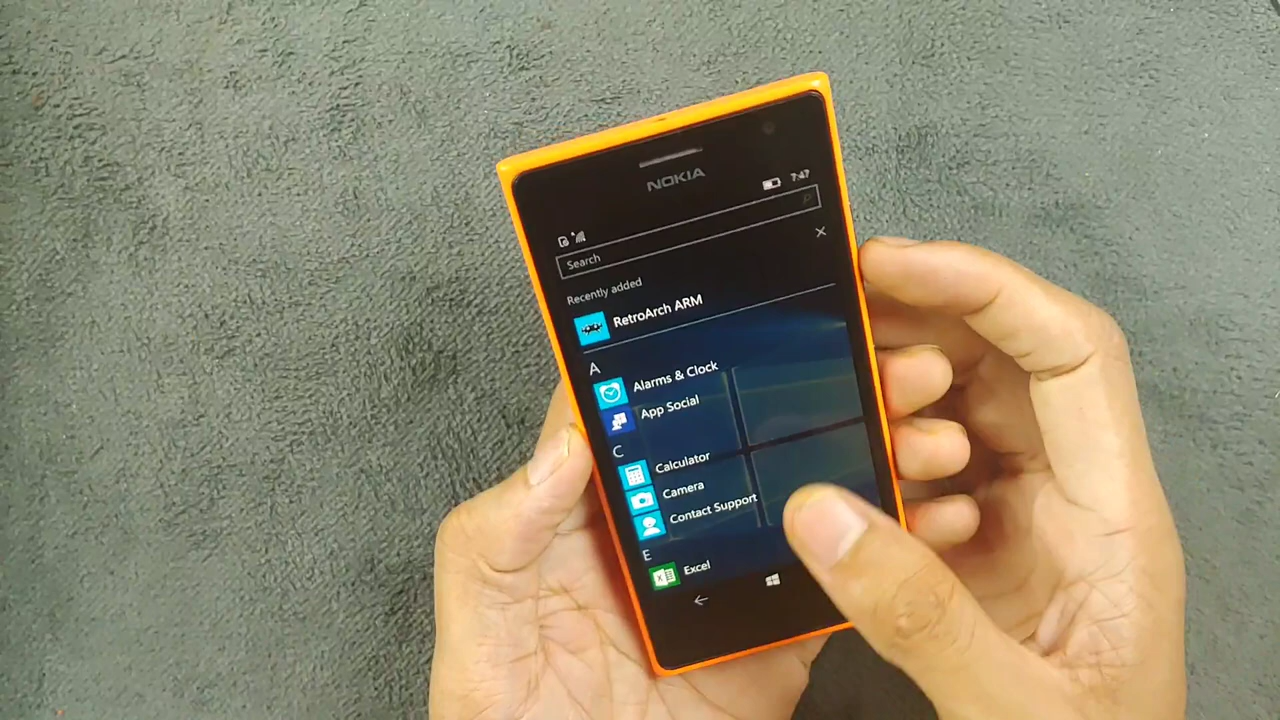 NOKIA
7:47
Search
Recently added
RetroArch ARM
A
Alarms & Clock
App Social
C
Calculator
Camera
Contact Support
E
Excel